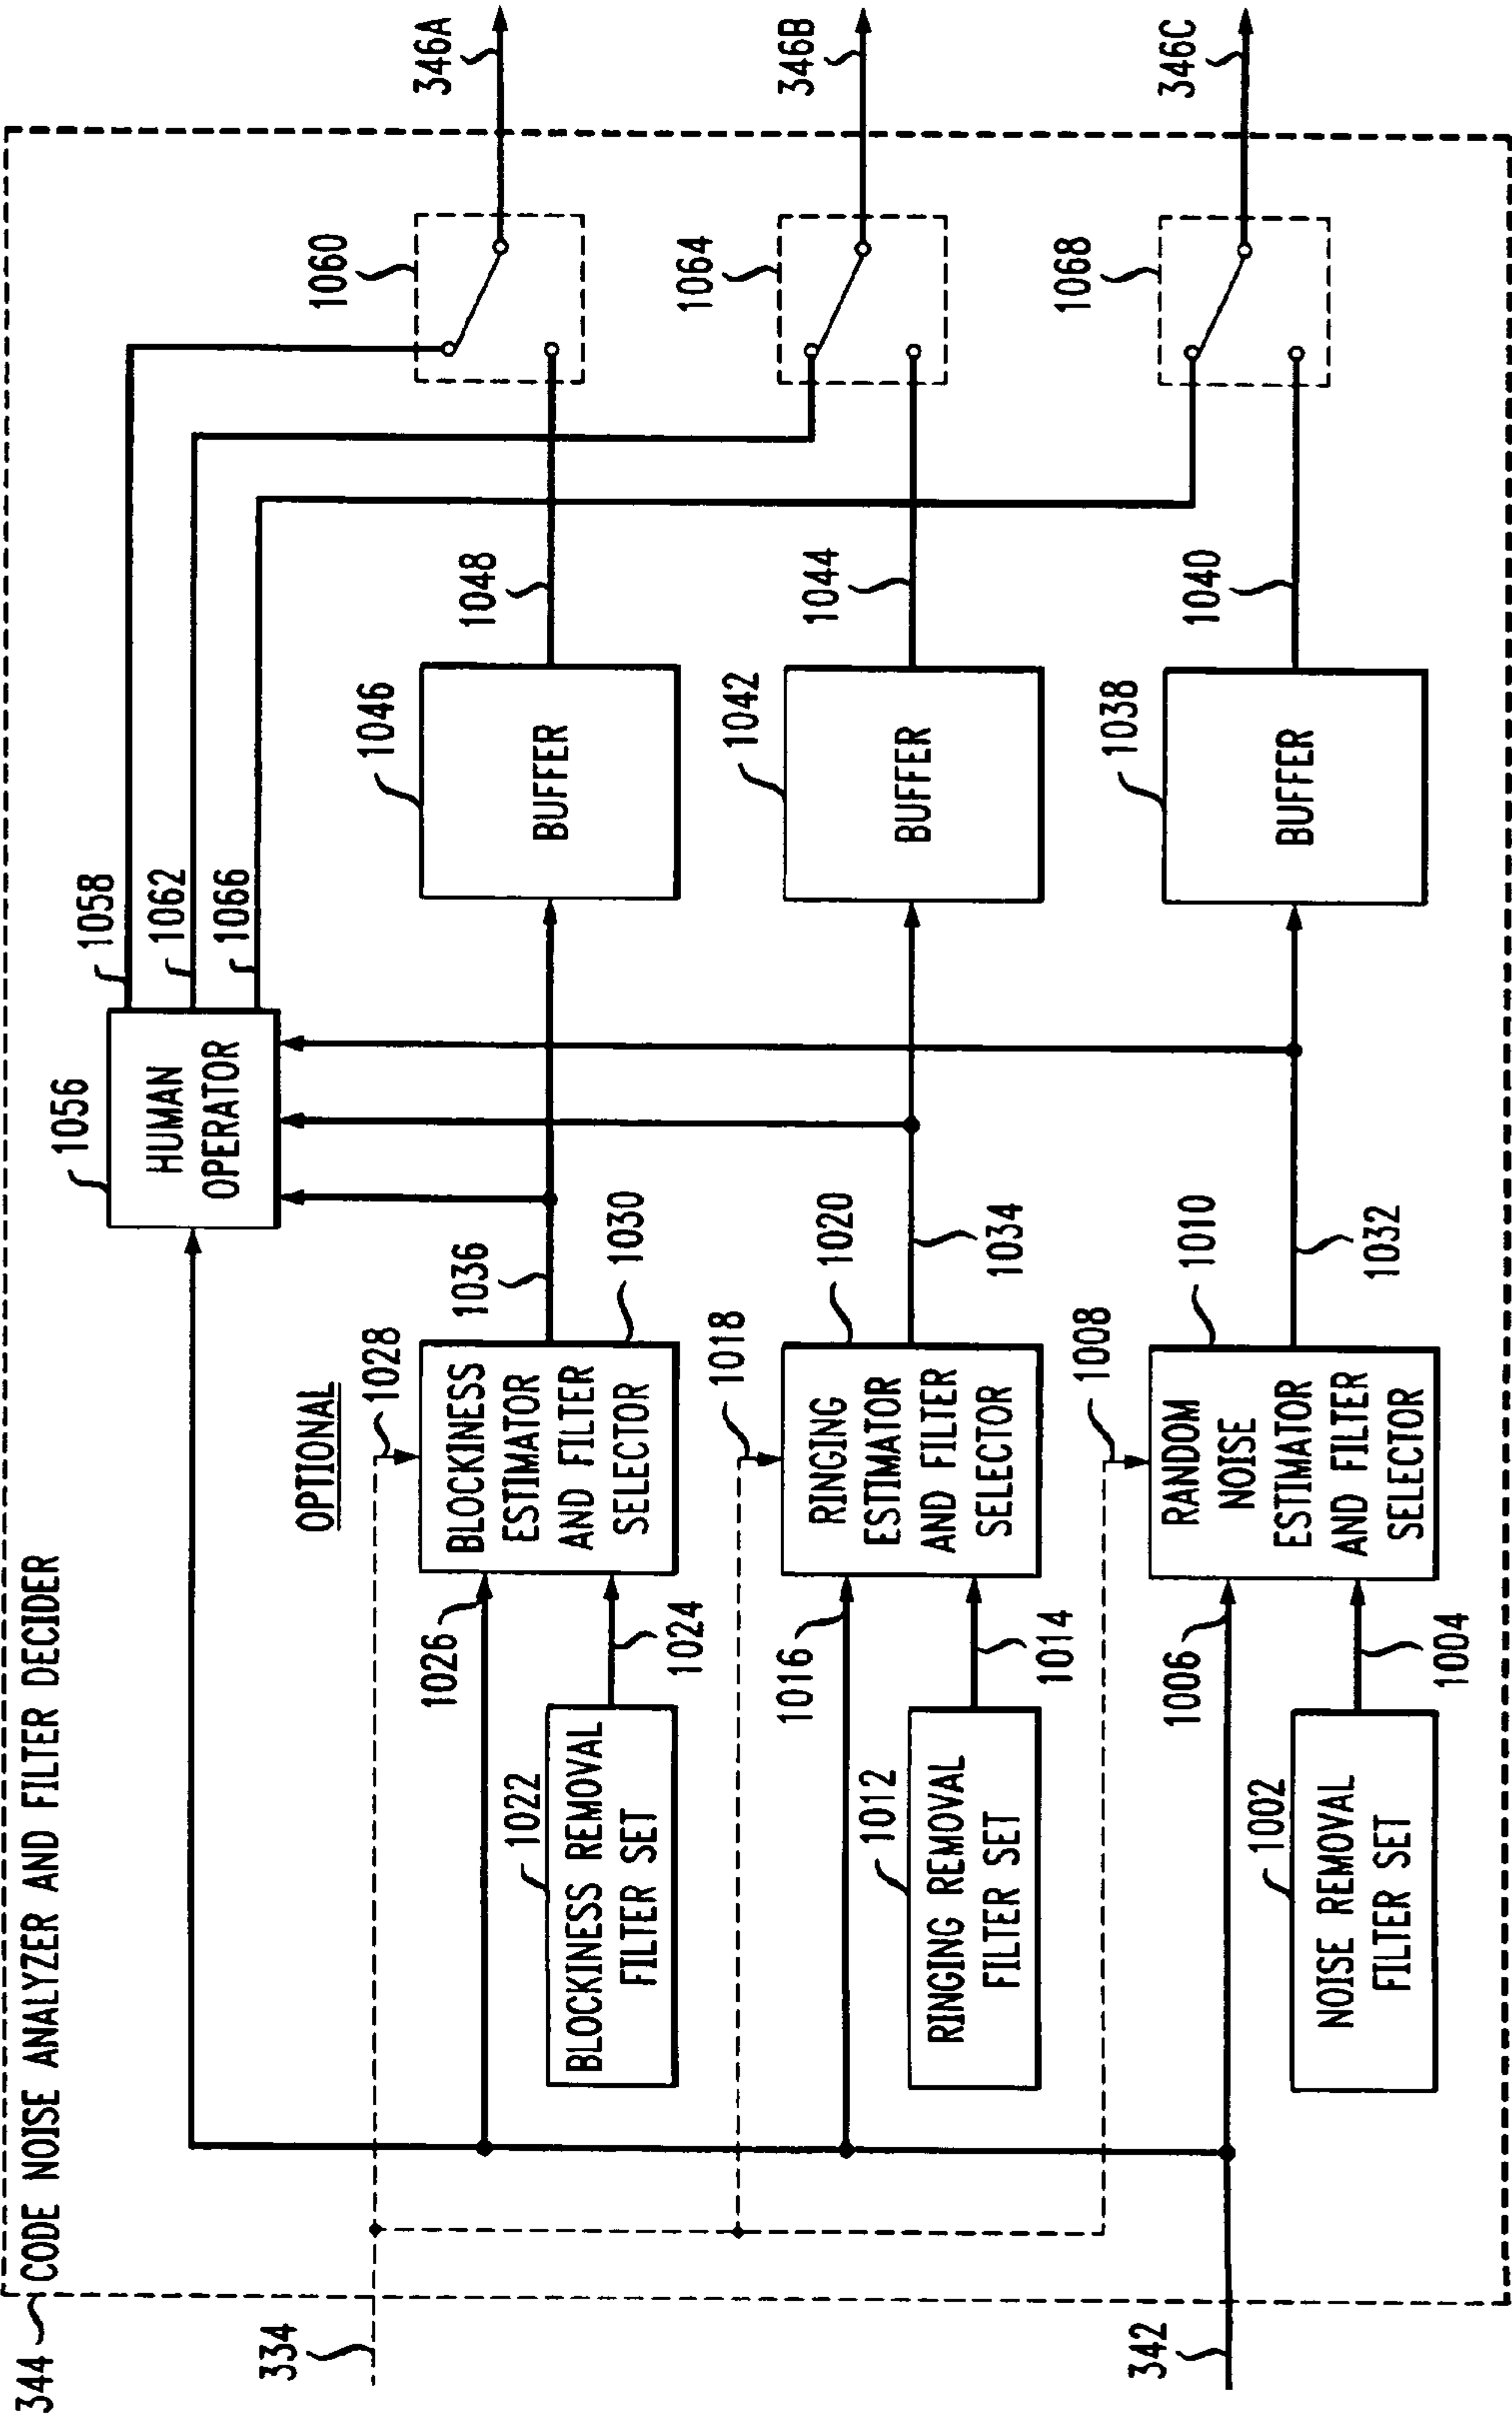 344
CODE NOISE ANALYZER AND FILTER DECIDER
1056
HUMAN
OPERATOR
1058
1062
1066
334
OPTIONAL
1028
1026
BLOCKINESS
ESTIMATOR
AND FILTER
SELECTOR
1030
1036
1022
BLOCKINESS REMOVAL
FILTER SET
1024
1046
BUFFER
1048
1060
346A
1018
1016
RINGING
ESTIMATOR
AND FILTER
SELECTOR
1020
1034
1012
RINGING REMOVAL
FILTER SET
1014
1042
BUFFER
1044
1064
346B
342
1008
1006
RANDOM
NOISE
ESTIMATOR
AND FILTER
SELECTOR
1010
1032
1002
NOISE REMOVAL
FILTER SET
1004
1038
BUFFER
1040
1068
346C